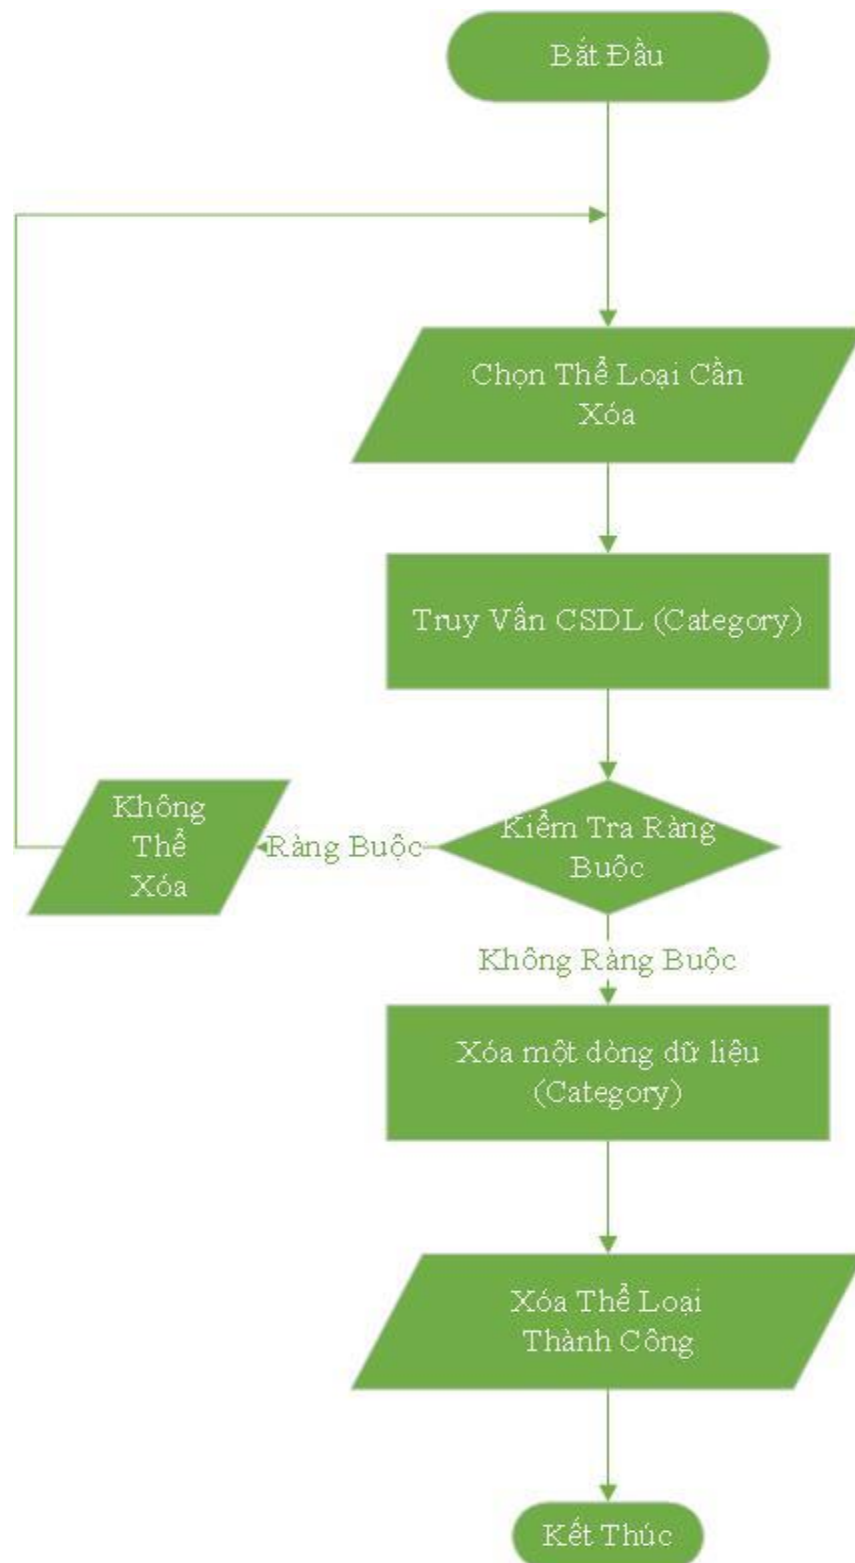 Bắt Đầu
Chọn Thể Loại Cần
Xóa
Truy Vấn CSDL (Category)
Không
Thể
Xóa
Ràng Buộc
Kiểm Tra Ràng
Buộc
Không Ràng Buộc
Xóa một dòng dữ liệu
(Category)
Xóa Thể Loại
Thành Công
Kết Thúc